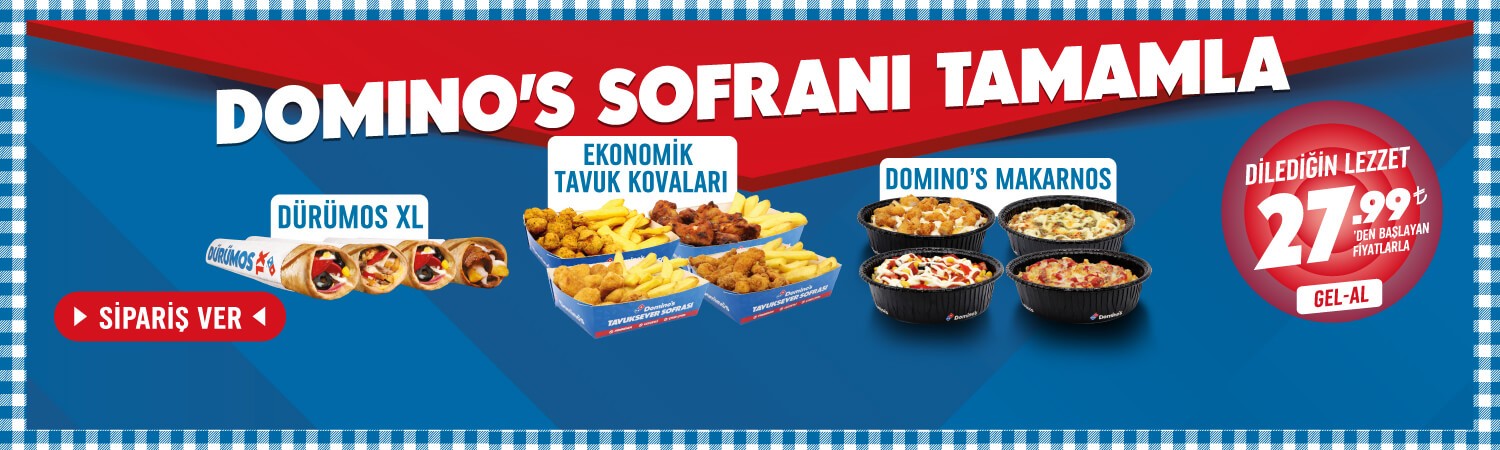 DOMINO'S SOFRANI TAMAMLA
EKONOMİK
TAVUK KOVALARI
DOMINO'S MAKARNOS
DÜRÜMOS XL
DÜRÜMOS XL
Domino's
TAVUKSEVER SOFRASI
Domino's
TAVUKSEVER SOFRASI
Domino's
Domino's
DİLEDİĞİN LEZZET
27.99₺
'DEN BAŞLAYAN
FİYATLARLA
GEL-AL
SİPARİŞ VER